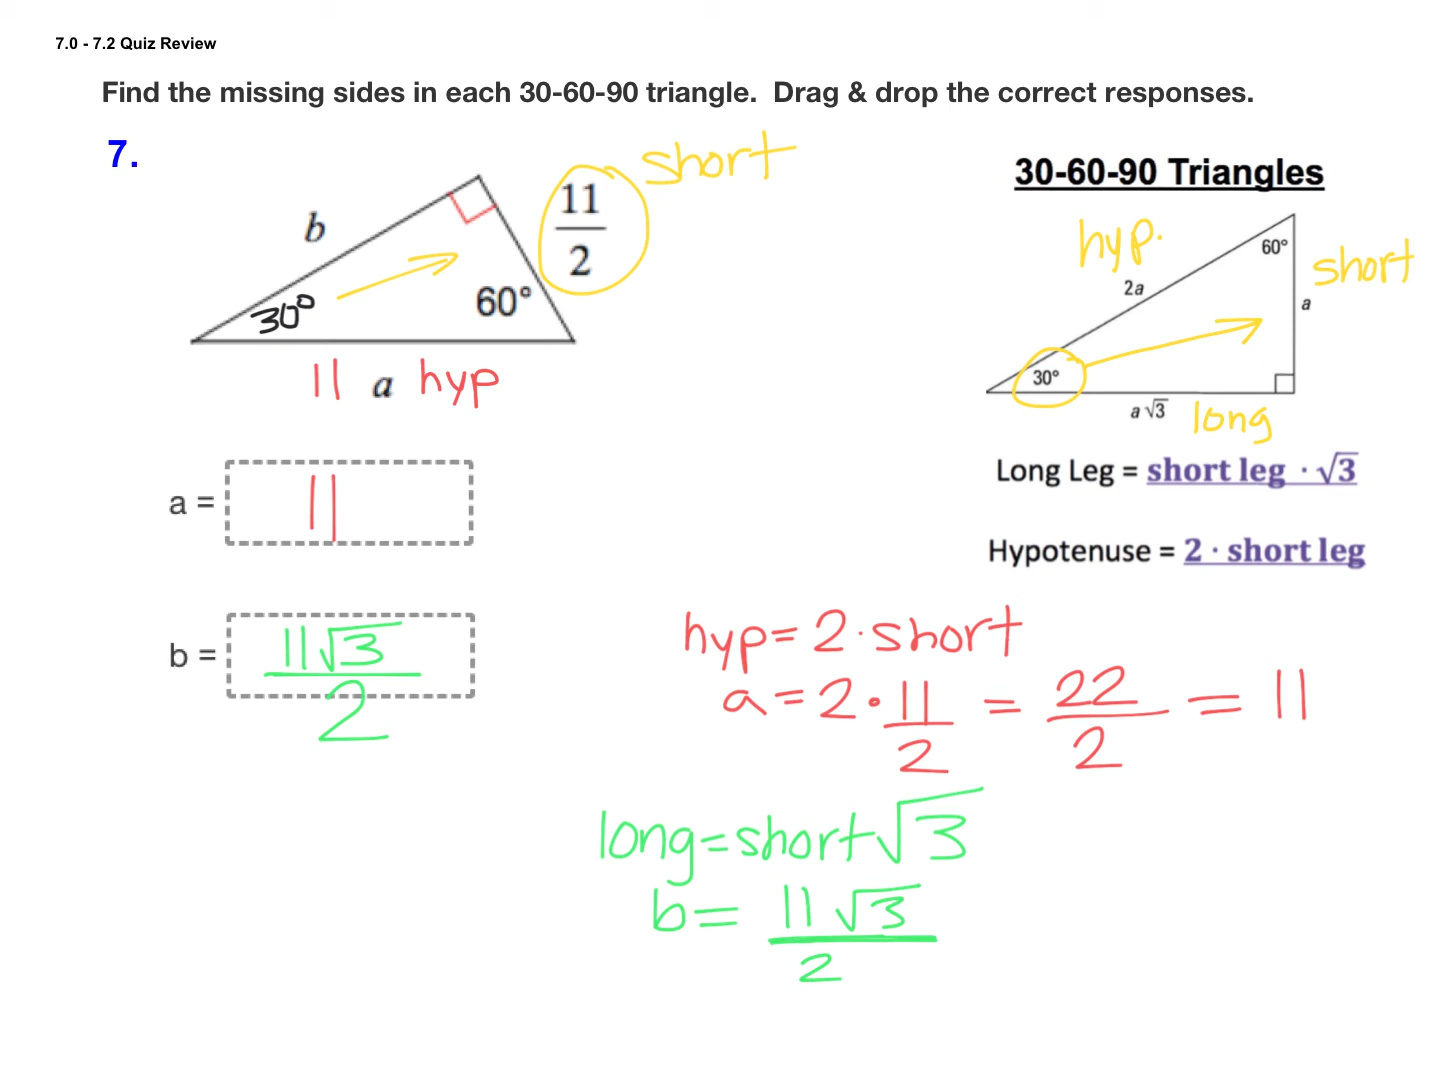 7.0 - 7.2 Quiz Review
Find the missing sides in each 30-60-90 triangle. Drag & drop the correct responses.
7.
short
b
11
2
30°
60°
11 a hyp
a = 11
b = 11√3
2
30-60-90 Triangles
hyp.
60°
short
2a
a
30°
a √3 long
Long Leg = short leg · √3
Hypotenuse = 2 · short leg
hyp = 2 · short
a = 2 · 11/2 = 22/2 = 11
long = short√3
b = 11√3
2